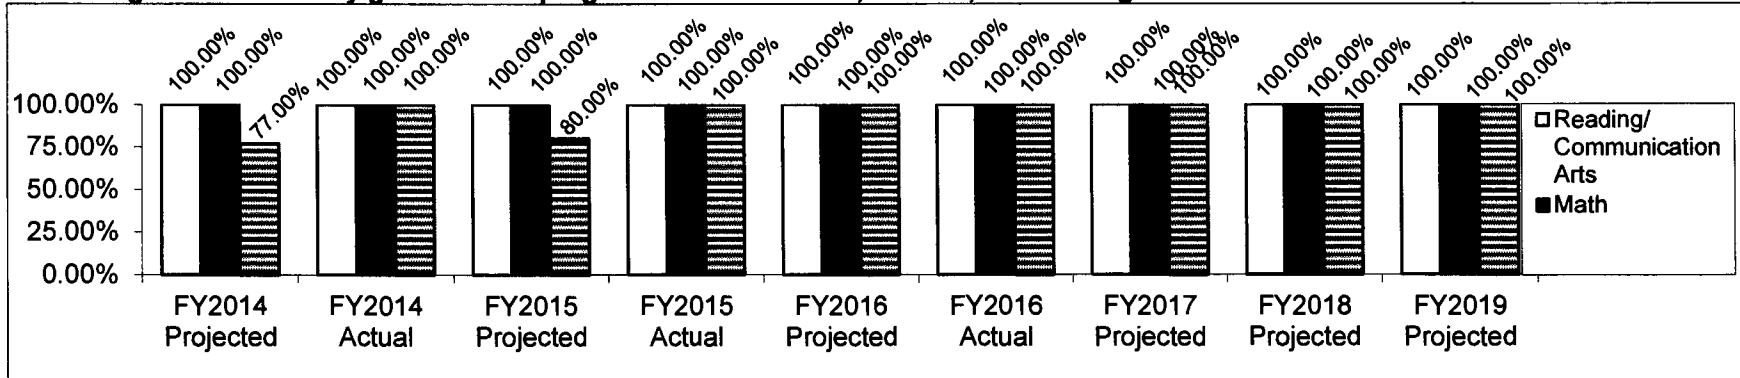 100.00% 100.00% 77.00% 100.00% 100.00% 100.00% 100.00% 100.00% 80.00% 100.00% 100.00% 100.00% 100.00% 100.00% 100.00% 100.00% 100.00% 100.00% 100.00% 100.00% 100.00% 100.00% 100.00% 100.00% 100.00% 100.00% 100.00%
100.00%
75.00%
50.00%
25.00%
0.00%
FY2014 Projected
FY2014 Actual
FY2015 Projected
FY2015 Actual
FY2016 Projected
FY2016 Actual
FY2017 Projected
FY2018 Projected
FY2019 Projected
Reading/
Communication
Arts
Math